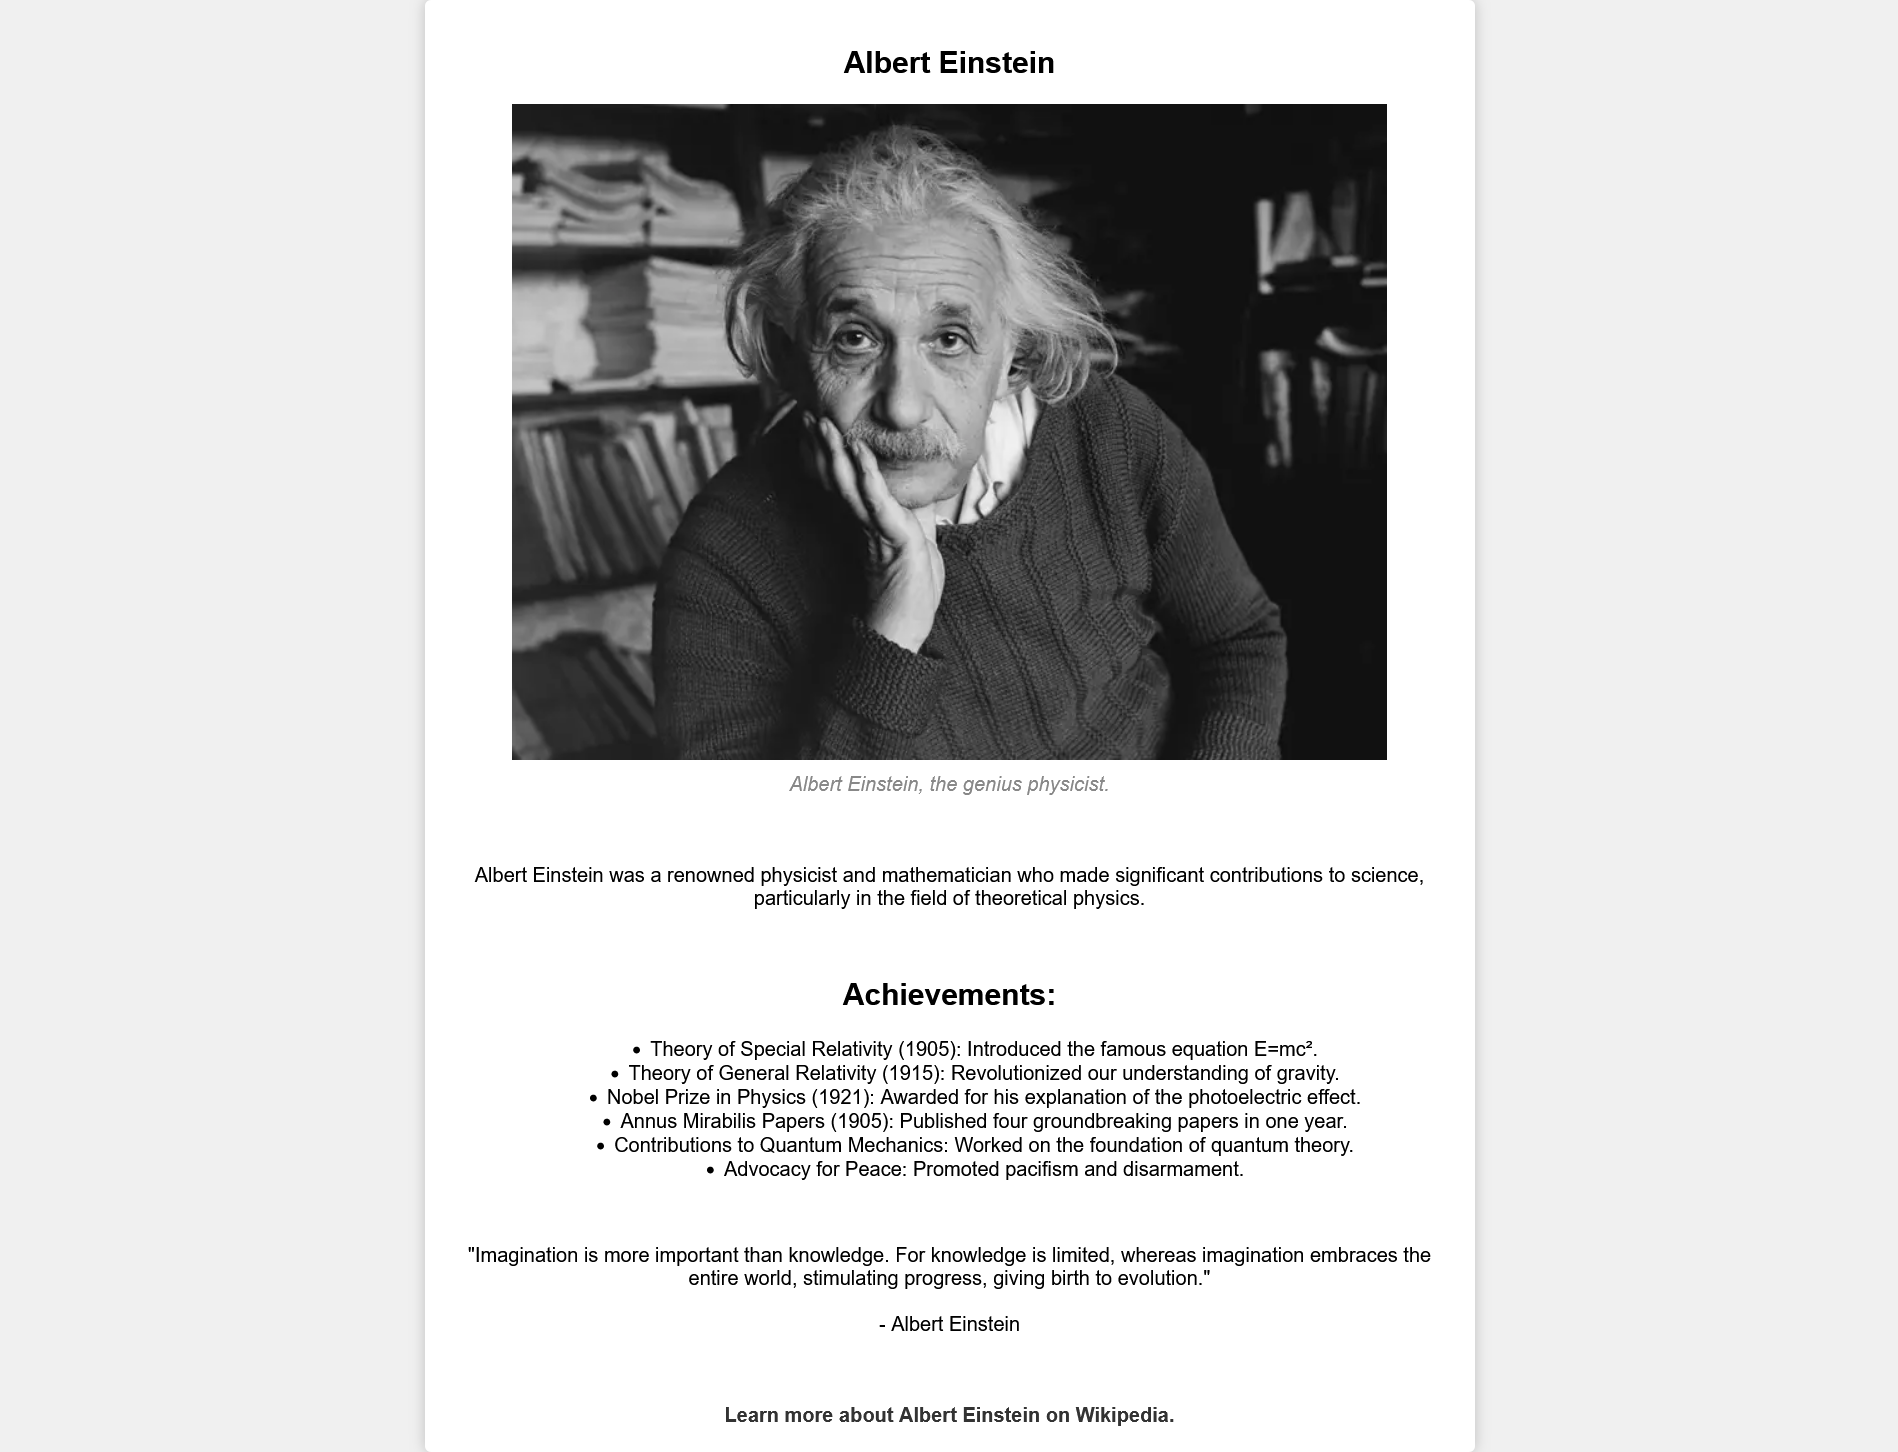 Albert Einstein
Albert Einstein, the genius physicist.
Albert Einstein was a renowned physicist and mathematician who made significant contributions to science,
particularly in the field of theoretical physics.
Achievements:
• Theory of Special Relativity (1905): Introduced the famous equation E=mc².
• Theory of General Relativity (1915): Revolutionized our understanding of gravity.
• Nobel Prize in Physics (1921): Awarded for his explanation of the photoelectric effect.
• Annus Mirabilis Papers (1905): Published four groundbreaking papers in one year.
• Contributions to Quantum Mechanics: Worked on the foundation of quantum theory.
• Advocacy for Peace: Promoted pacifism and disarmament.
"Imagination is more important than knowledge. For knowledge is limited, whereas imagination embraces the
entire world, stimulating progress, giving birth to evolution."
- Albert Einstein
Learn more about Albert Einstein on Wikipedia.